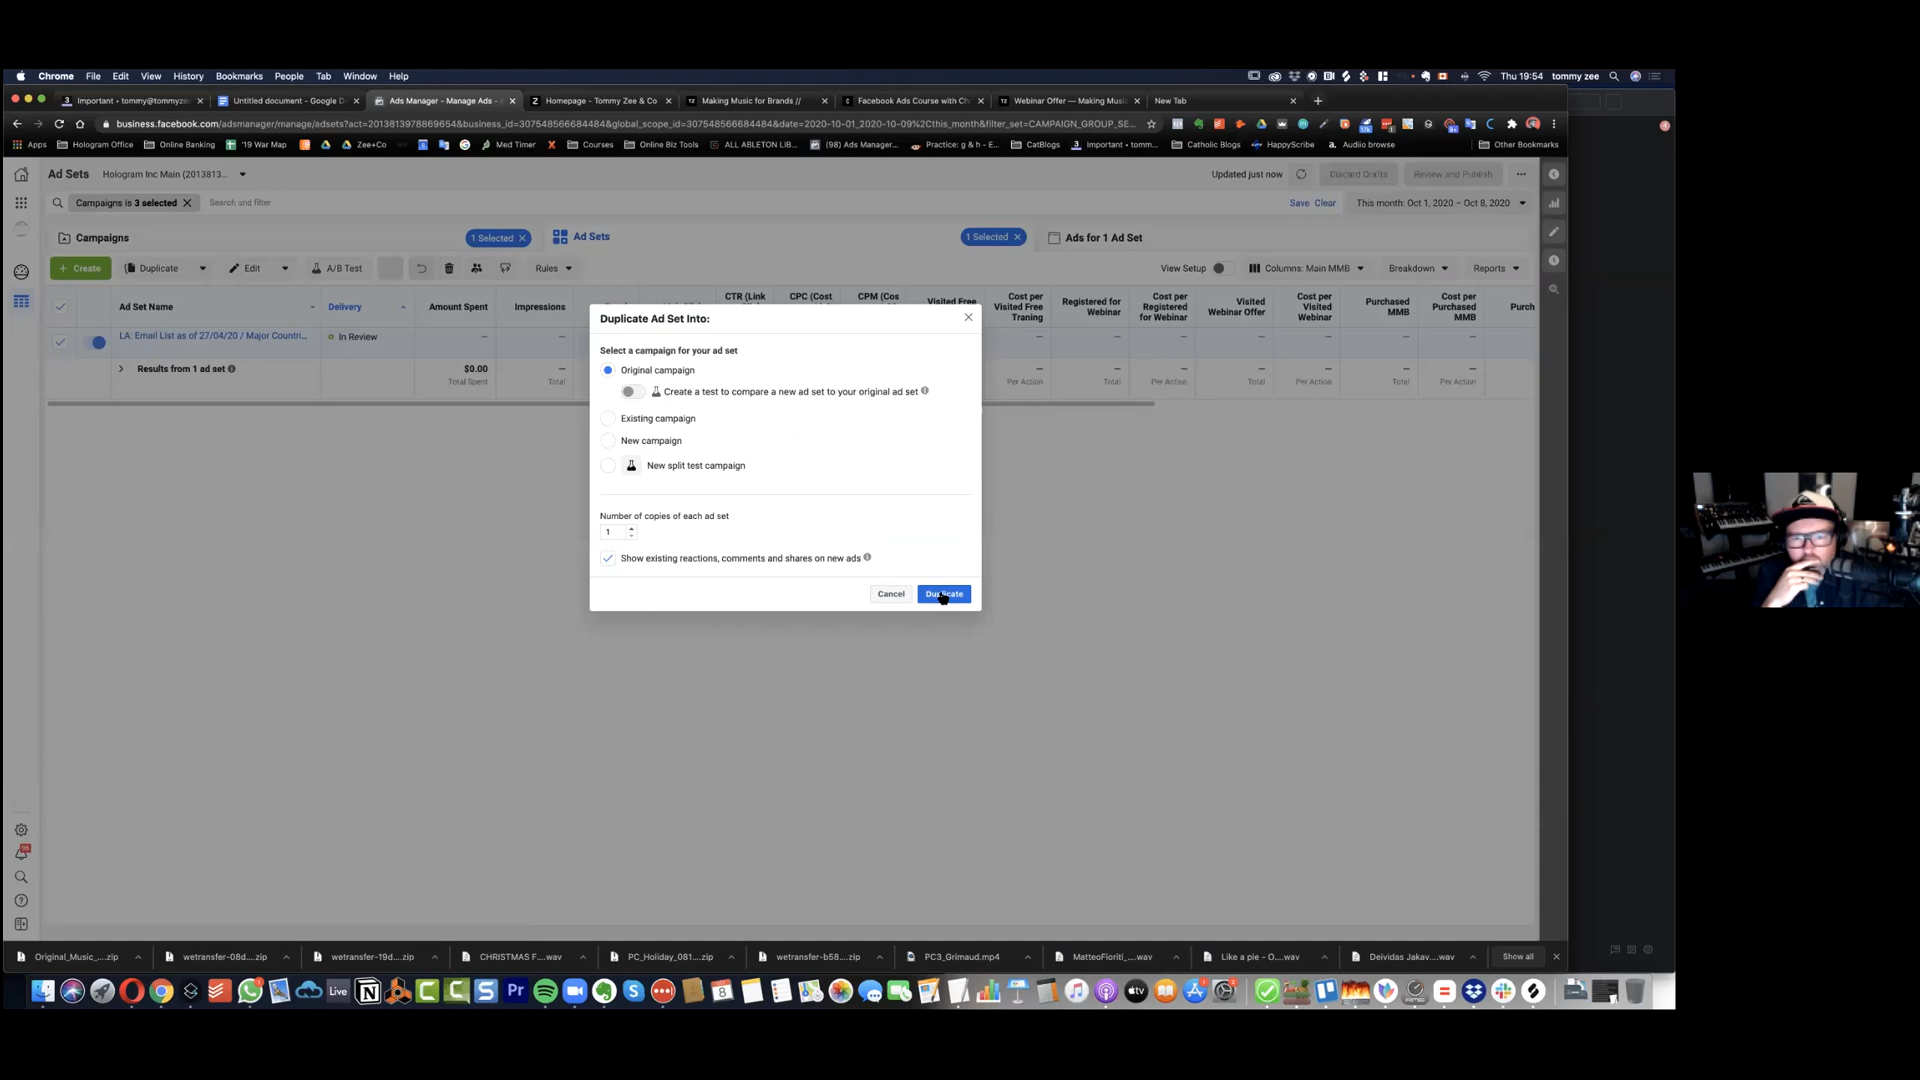 Chrome File Edit View History Bookmarks People Tab Window Help Thu 19:54 tommy zee
Important • tommy@tommyze Untitled document - Google D Ads Manager - Manage Ads - Homepage - Tommy Zee & Co Making Music for Brands // Facebook Ads Course with Ch Webinar Offer — Making Musi New Tab
business.facebook.com/adsmanager/manage/adsets?act=2013813978869654&business_id=307548566684484&global_scope_id=307548566684484&date=2020-10-01_2020-10-09%2Cthis_month&filter_set=CAMPAIGN_GROUP_SE...
Apps Hologram Office Online Banking '19 War Map Zee+Co Med Timer Courses Online Biz Tools ALL ABLETON LIB... (98) Ads Manager... Practice: g & h - E... CatBlogs Important • tomm... Catholic Blogs HappyScribe Audiio browse Other Bookmarks
Ad Sets Hologram Inc Main (2013813... Updated just now Discard Drafts Review and Publish
Campaigns is 3 selected Search and filter Save Clear This month: Oct 1, 2020 – Oct 8, 2020
Campaigns 1 Selected Ad Sets 1 Selected Ads for 1 Ad Set
+ Create Duplicate Edit A/B Test Rules View Setup Columns: Main MMB Breakdown Reports
Ad Set Name Delivery Amount Spent Impressions CTR (Link CPC (Cost CPM (Cos Visited Free Cost per Visited Free Traning Registered for Webinar Cost per Registered for Webinar Visited Webinar Offer Cost per Visited Webinar Purchased MMB Cost per Purchased MMB Purch
LA: Email List as of 27/04/20 / Major Countri... In Review — — — — — — — — — —
Results from 1 ad set $0.00 — — — — — — — — —
Total Spent Total Per Action Total Per Action Total Per Action Total Per Action
Duplicate Ad Set Into:
Select a campaign for your ad set
Original campaign
Create a test to compare a new ad set to your original ad set
Existing campaign
New campaign
New split test campaign
Number of copies of each ad set
1
Show existing reactions, comments and shares on new ads
Cancel Duplicate
Original_Music_....zip wetransfer-08d....zip wetransfer-19d....zip CHRISTMAS F....wav PC_Holiday_081....zip wetransfer-b58....zip PC3_Grimaud.mp4 MatteoFioriti_....wav Like a pie - O....wav Deividas Jakav....wav Show all
Live Pr 8 tv